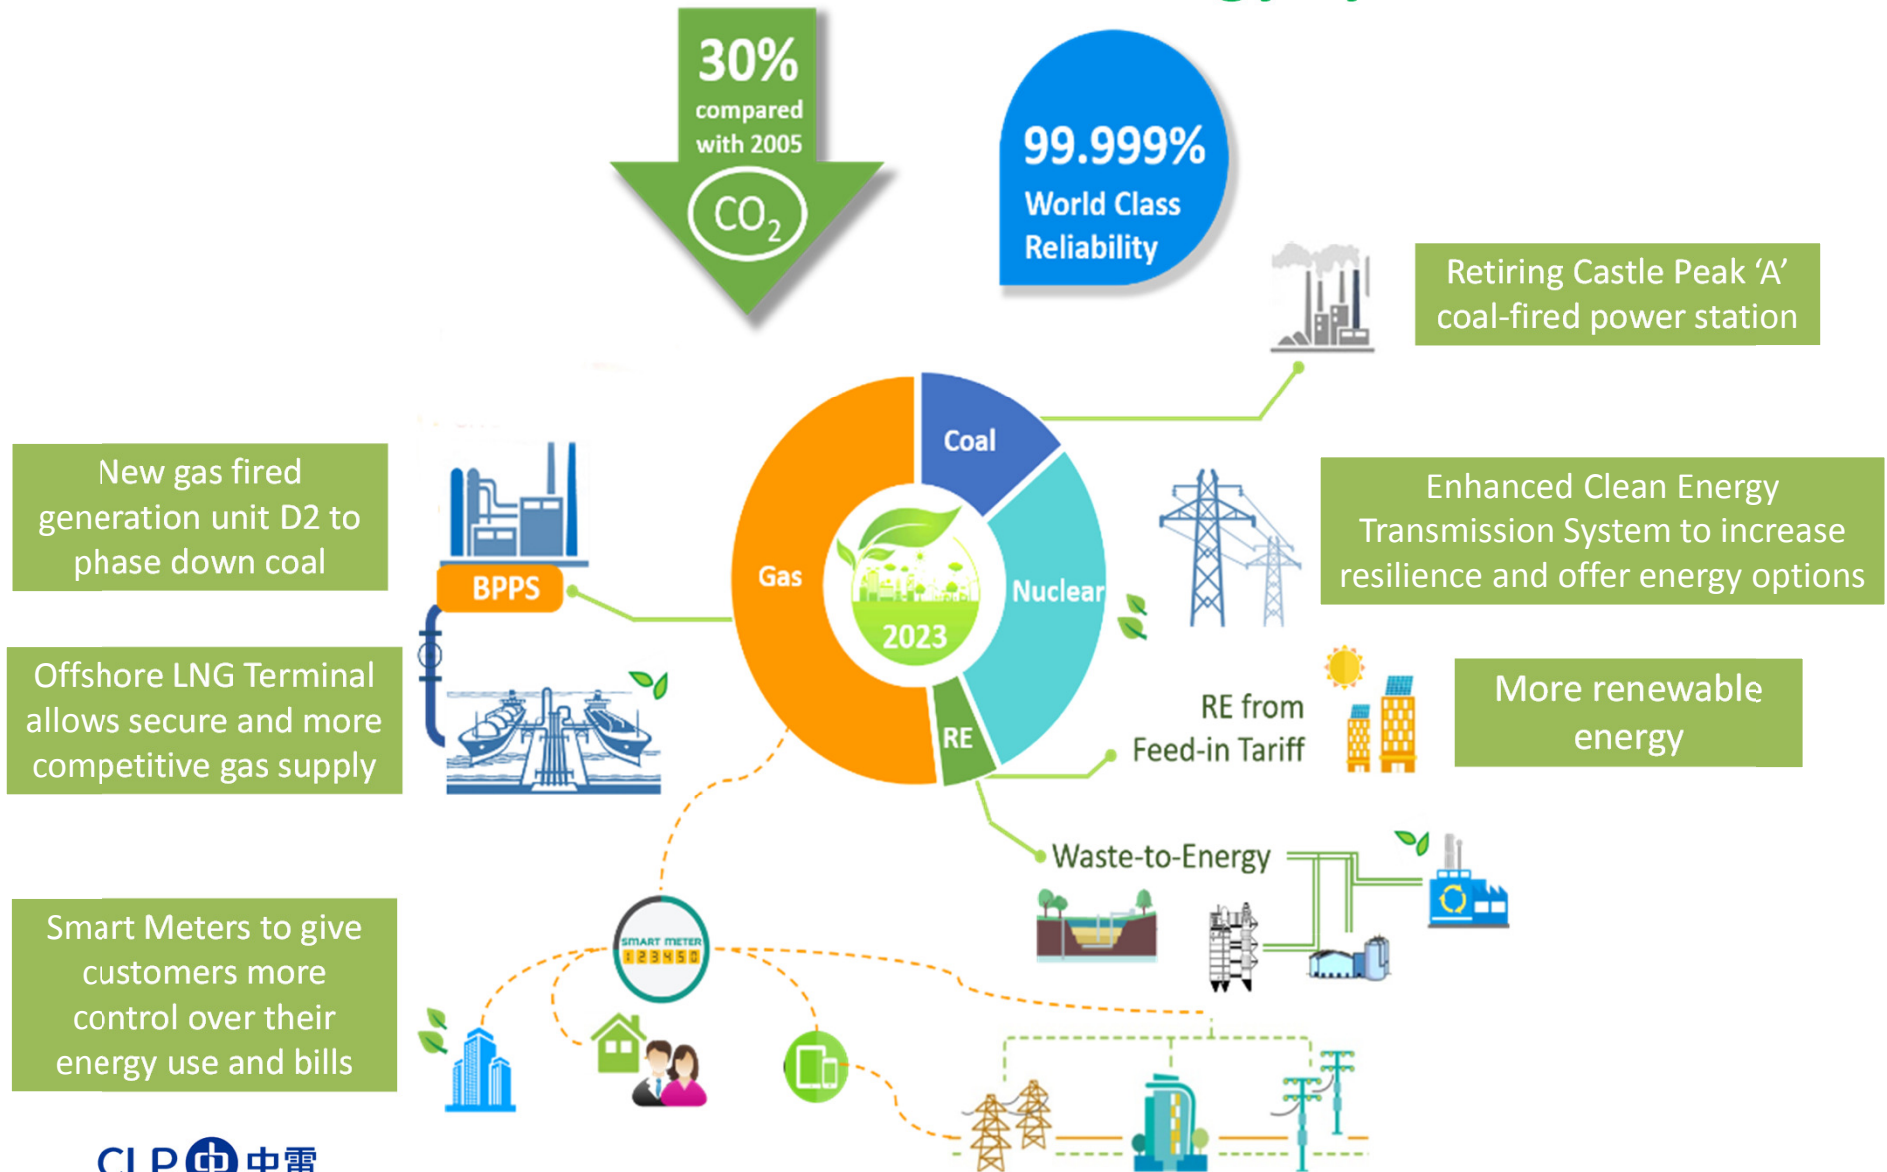 30%
compared
with 2005
CO₂
99.999%
World Class
Reliability
Retiring Castle Peak ‘A’
coal-fired power station
Coal
New gas fired
generation unit D2 to
phase down coal
BPPS
Gas
Nuclear
2023
RE
Enhanced Clean Energy
Transmission System to increase
resilience and offer energy options
Offshore LNG Terminal
allows secure and more
competitive gas supply
RE from
Feed-in Tariff
More renewable
energy
Waste-to-Energy
Smart Meters to give
customers more
control over their
energy use and bills
SMART METER
123450
CLP 中電